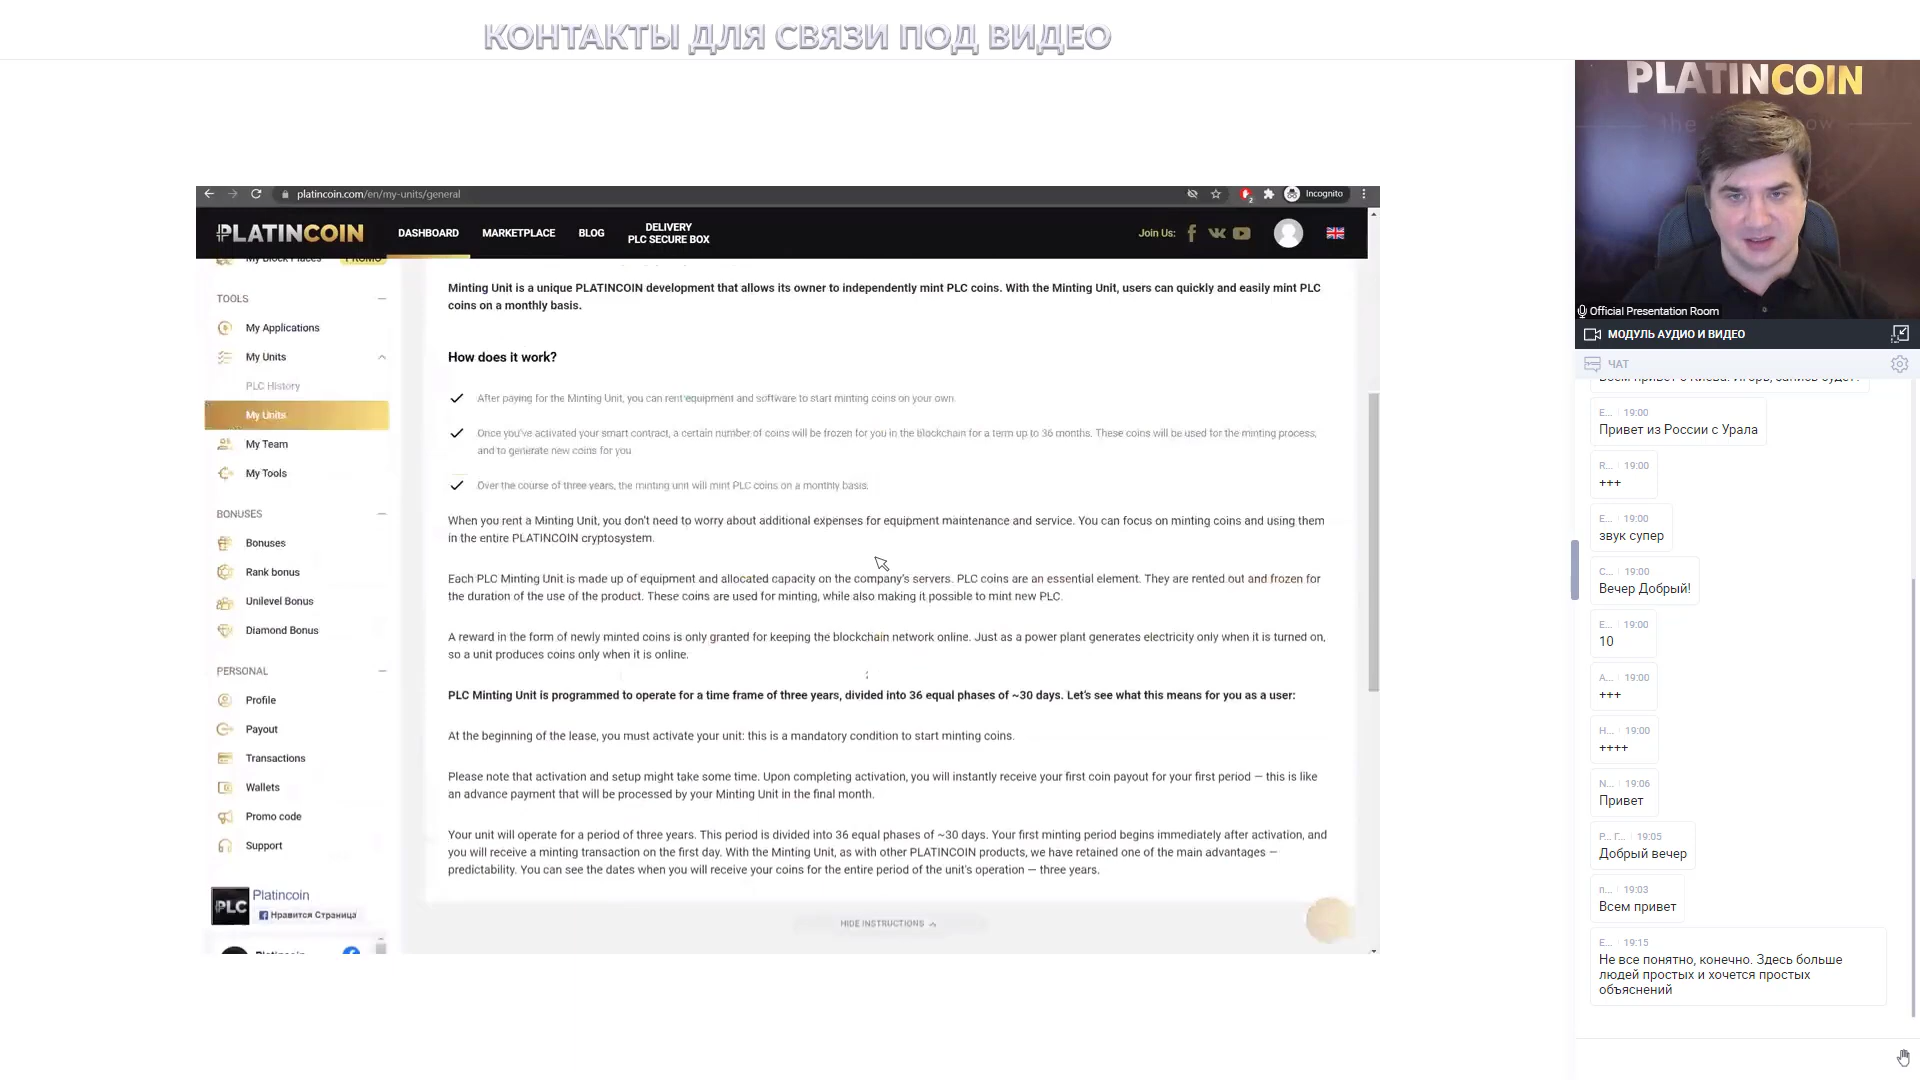 КОНТАКТЫ ДЛЯ СВЯЗИ ПОД ВИДЕО
platincoin.com/en/my-units/general
Incognito
PLATINCOIN
DASHBOARD
MARKETPLACE
BLOG
DELIVERY
PLC SECURE BOX
Join Us:
My Block Places
PROMO
TOOLS
My Applications
My Units
PLC History
My Units
My Team
My Tools
BONUSES
Bonuses
Rank bonus
Unilevel Bonus
Diamond Bonus
PERSONAL
Profile
Payout
Transactions
Wallets
Promo code
Support
PLC
Platincoin
Нравится Страница
Platincoin
Minting Unit is a unique PLATINCOIN development that allows its owner to independently mint PLC coins. With the Minting Unit, users can quickly and easily mint PLC
coins on a monthly basis.
How does it work?
After paying for the Minting Unit, you can rent equipment and software to start minting coins on your own.
Once you've activated your smart contract, a certain number of coins will be frozen for you in the Blockchain for a term up to 36 months. These coins will be used for the minting process,
and to generate new coins for you
Over the course of three years, the minting unit will mint PLC coins on a monthly basis.
When you rent a Minting Unit, you don't need to worry about additional expenses for equipment maintenance and service. You can focus on minting coins and using them
in the entire PLATINCOIN cryptosystem.
Each PLC Minting Unit is made up of equipment and allocated capacity on the company's servers. PLC coins are an essential element. They are rented out and frozen for
the duration of the use of the product. These coins are used for minting, while also making it possible to mint new PLC.
A reward in the form of newly minted coins is only granted for keeping the blockchain network online. Just as a power plant generates electricity only when it is turned on,
so a unit produces coins only when it is online.
PLC Minting Unit is programmed to operate for a time frame of three years, divided into 36 equal phases of ~30 days. Let's see what this means for you as a user:
At the beginning of the lease, you must activate your unit: this is a mandatory condition to start minting coins.
Please note that activation and setup might take some time. Upon completing activation, you will instantly receive your first coin payout for your first period — this is like
an advance payment that will be processed by your Minting Unit in the final month.
Your unit will operate for a period of three years. This period is divided into 36 equal phases of ~30 days. Your first minting period begins immediately after activation, and
you will receive a minting transaction on the first day. With the Minting Unit, as with other PLATINCOIN products, we have retained one of the main advantages —
predictability. You can see the dates when you will receive your coins for the entire period of the unit's operation — three years.
HIDE INSTRUCTIONS
PLATINCOIN
Official Presentation Room
МОДУЛЬ АУДИО И ВИДЕО
ЧАТ
Всем привет с Киева. Игорь, запись будет?
E... 19:00
Привет из России с Урала
R... 19:00
+++
E... 19:00
звук супер
С... 19:00
Вечер Добрый!
E... 19:00
10
A... 19:00
+++
Н... 19:00
++++
N... 19:06
Привет
Р... Г... 19:05
Добрый вечер
п... 19:03
Всем привет
E... 19:15
Не все понятно, конечно. Здесь больше
людей простых и хочется простых
объяснений